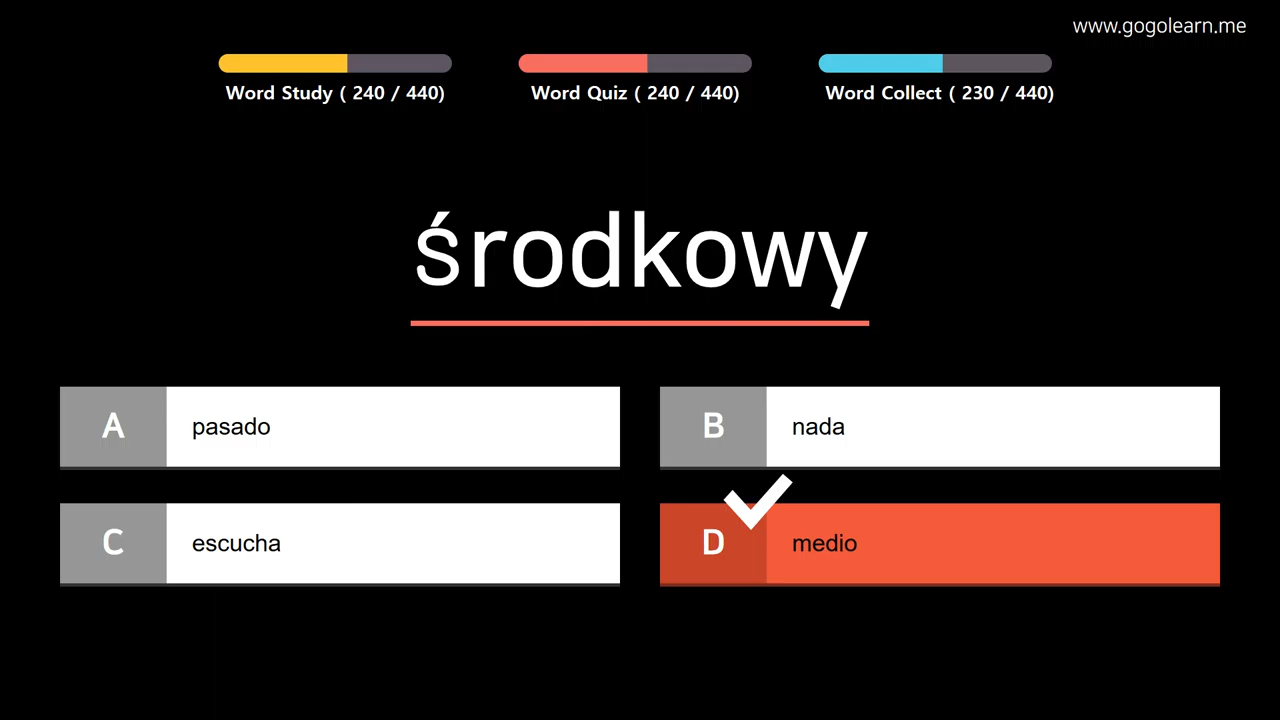 www.gogolearn.me
Word Study ( 240 / 440)
Word Quiz ( 240 / 440)
Word Collect ( 230 / 440)
środkowy
A pasado
B nada
C escucha
D medio